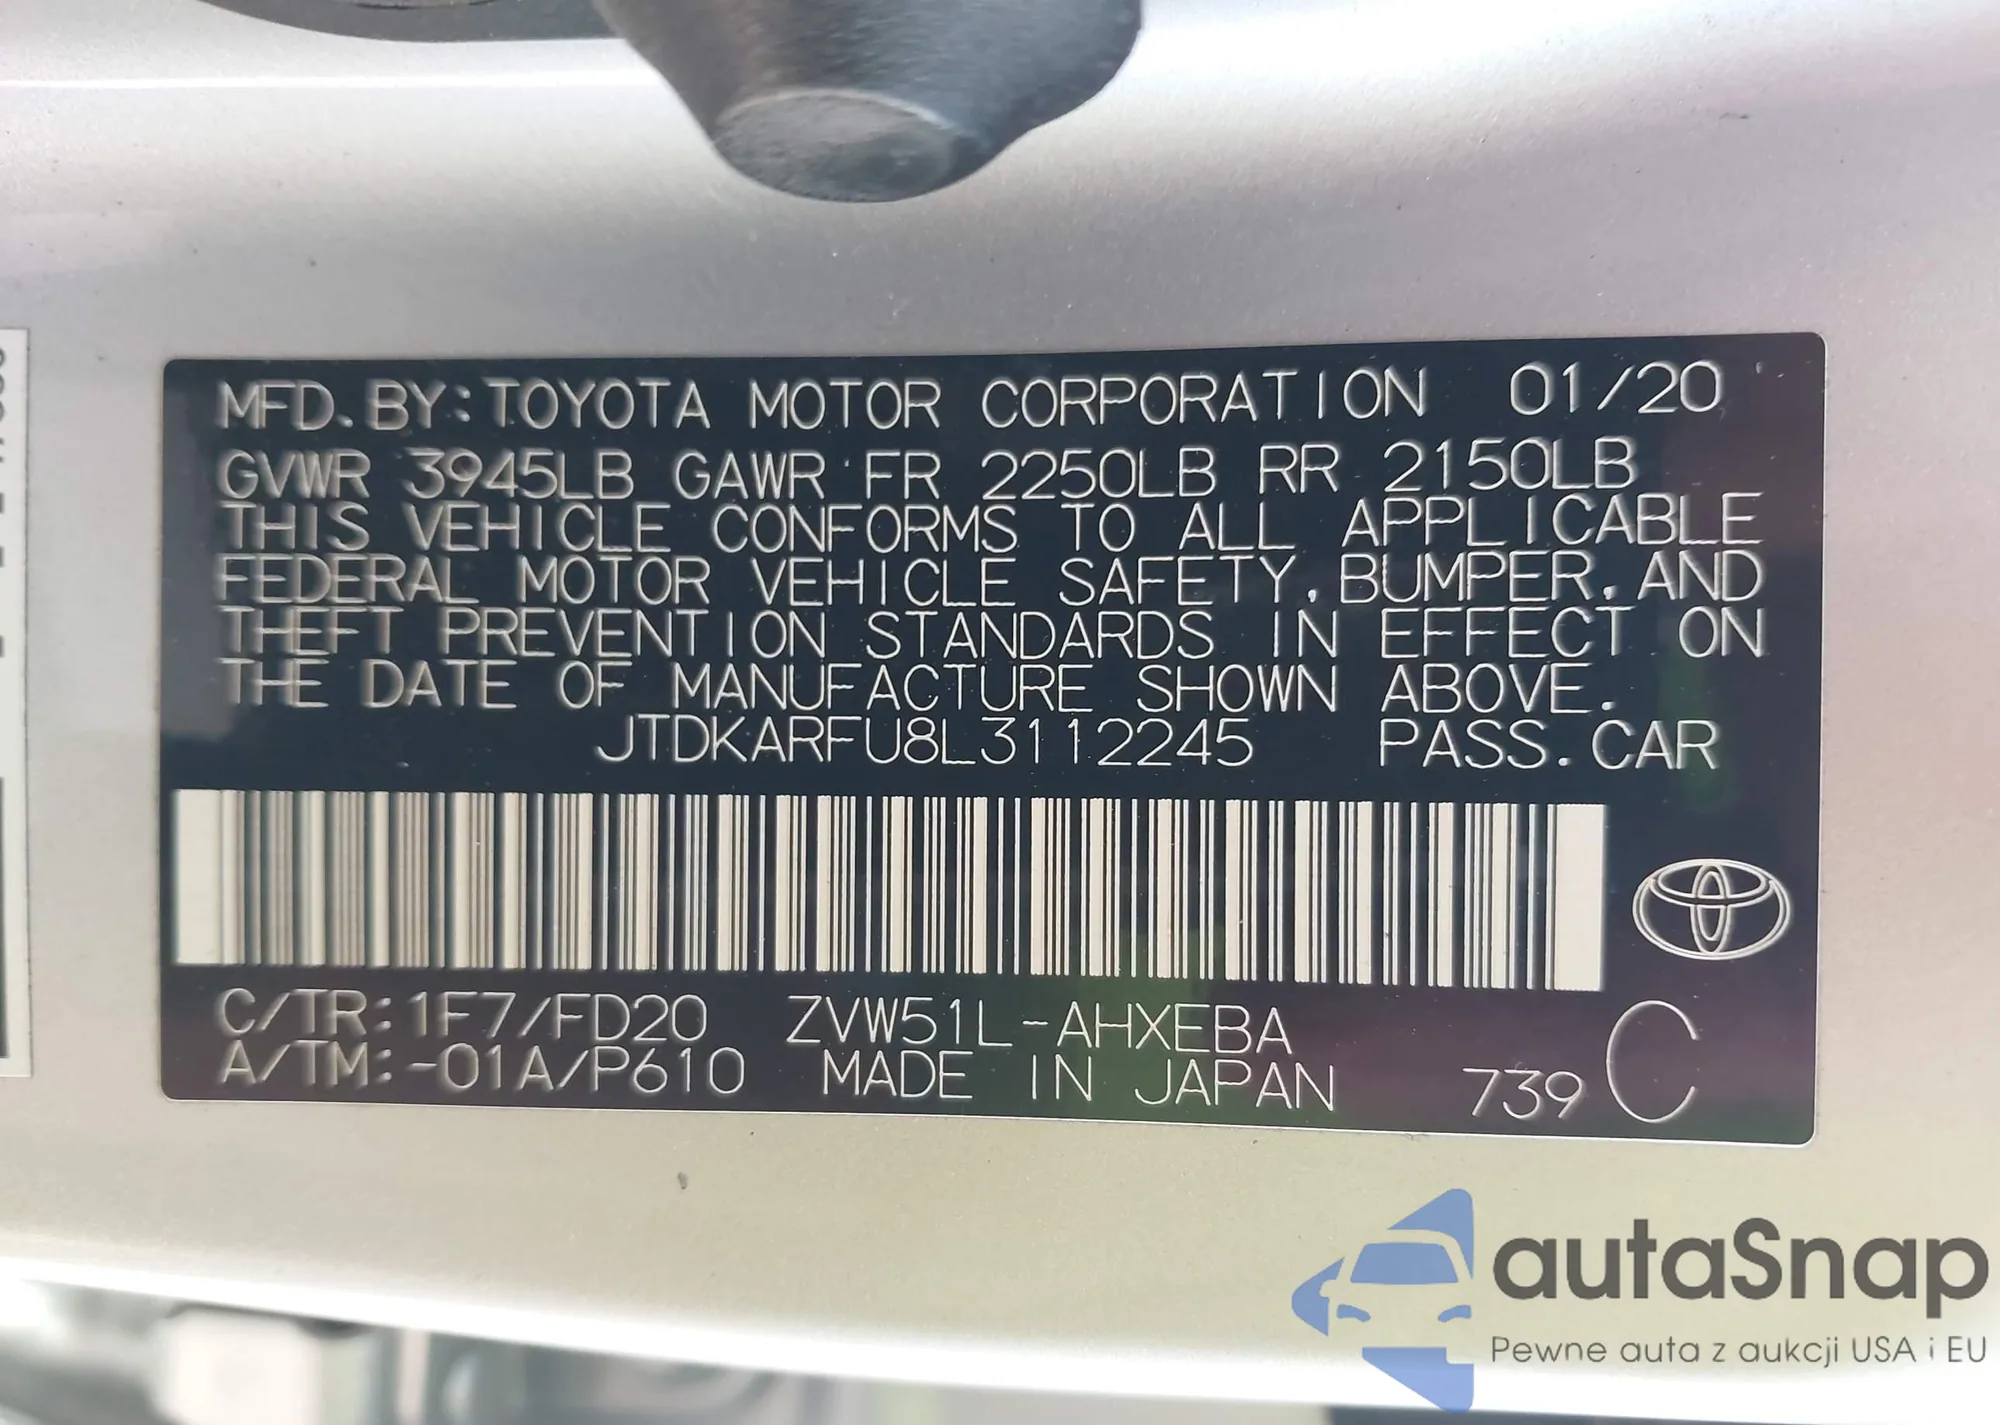 MFD. BY: TOYOTA MOTOR CORPORATION 01/20
GVWR 3945LB GAWR FR 2250LB RR 2150LB
THIS VEHICLE CONFORMS TO ALL APPLICABLE
FEDERAL MOTOR VEHICLE SAFETY, BUMPER, AND
THEFT PREVENTION STANDARDS IN EFFECT ON
THE DATE OF MANUFACTURE SHOWN ABOVE.
JTDKARFU8L3112245 PASS. CAR
C/TR: 1F7/FD20 ZVW51L-AHXEBA
A/TM: -01A/P610 MADE IN JAPAN 739 C
autaSnap
Pewne auta z aukcji USA i EU